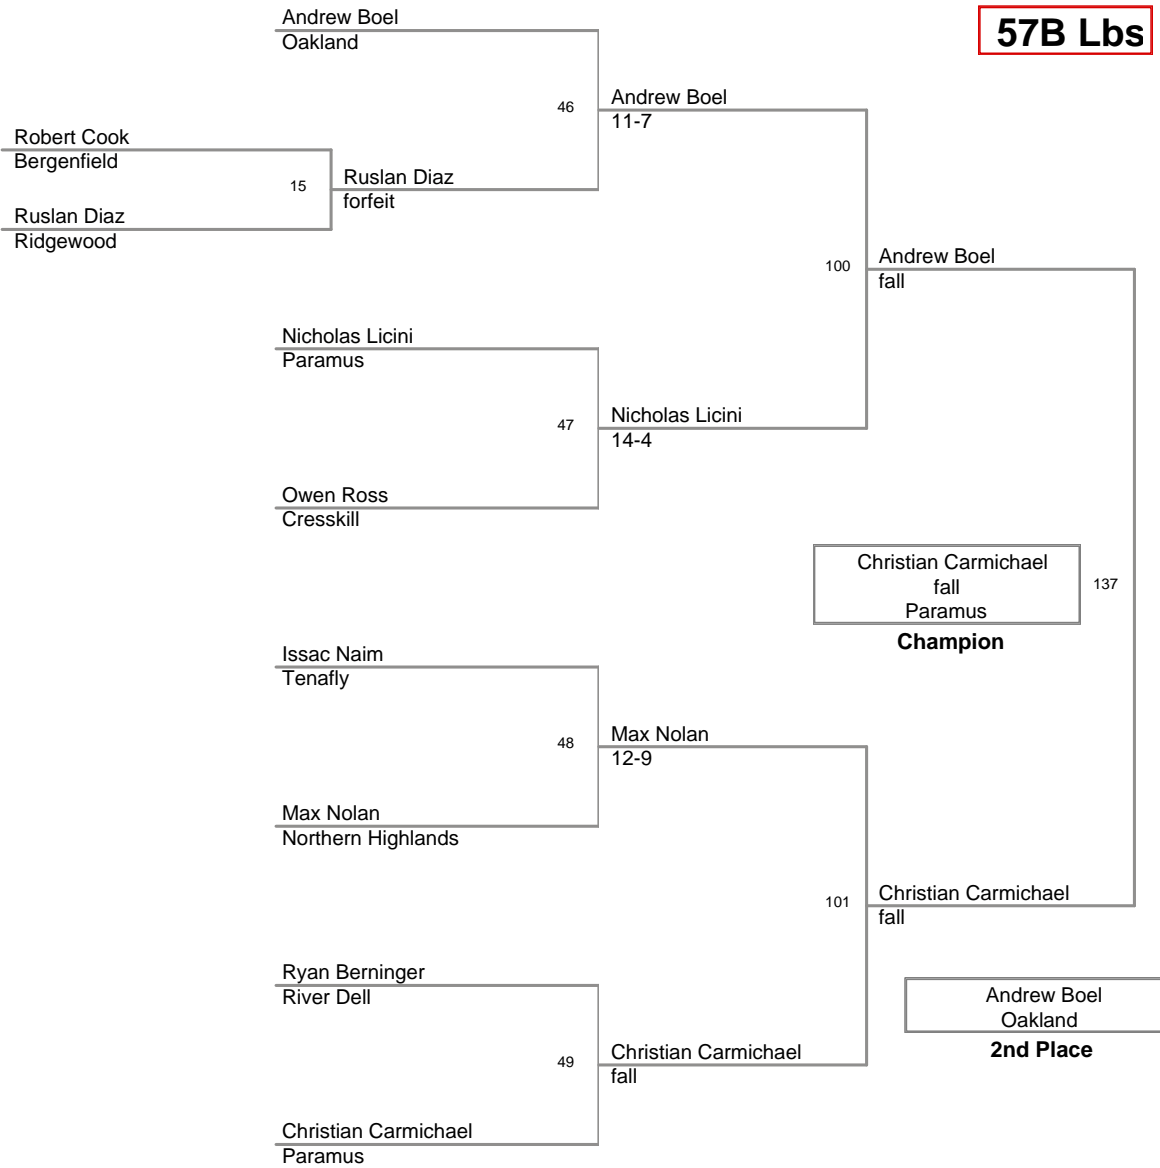 Andrew Boel
Oakland
57B Lbs
46
Andrew Boel
11-7
Robert Cook
Bergenfield
15
Ruslan Diaz
forfeit
Ruslan Diaz
Ridgewood
100
Andrew Boel
fall
Nicholas Licini
Paramus
47
Nicholas Licini
14-4
Owen Ross
Cresskill
Christian Carmichael
fall
Paramus
137
Champion
Issac Naim
Tenafly
48
Max Nolan
12-9
Max Nolan
Northern Highlands
101
Christian Carmichael
fall
Ryan Berninger
River Dell
Andrew Boel
Oakland
2nd Place
49
Christian Carmichael
fall
Christian Carmichael
Paramus